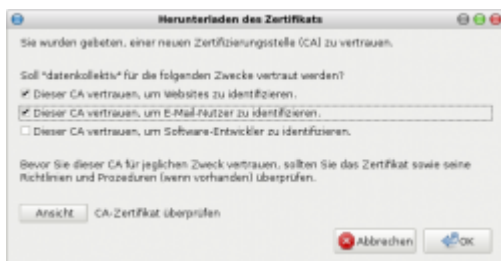 Herunterladen des Zertifikats
Sie wurden gebeten, einer neuen Zertifizierungsstelle (CA) zu vertrauen.
Soll "datenkollektiv" für die folgenden Zwecke vertraut werden?
Dieser CA vertrauen, um Websites zu identifizieren.
Dieser CA vertrauen, um E-Mail-Nutzer zu identifizieren.
Dieser CA vertrauen, um Software-Entwickler zu identifizieren.
Bevor Sie dieser CA für jeglichen Zweck vertrauen, sollten Sie das Zertifikat sowie seine
Richtlinien und Prozeduren (wenn vorhanden) überprüfen.
Ansicht CA-Zertifikat überprüfen
Abbrechen OK